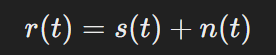 r(t) = s(t) + n(t)